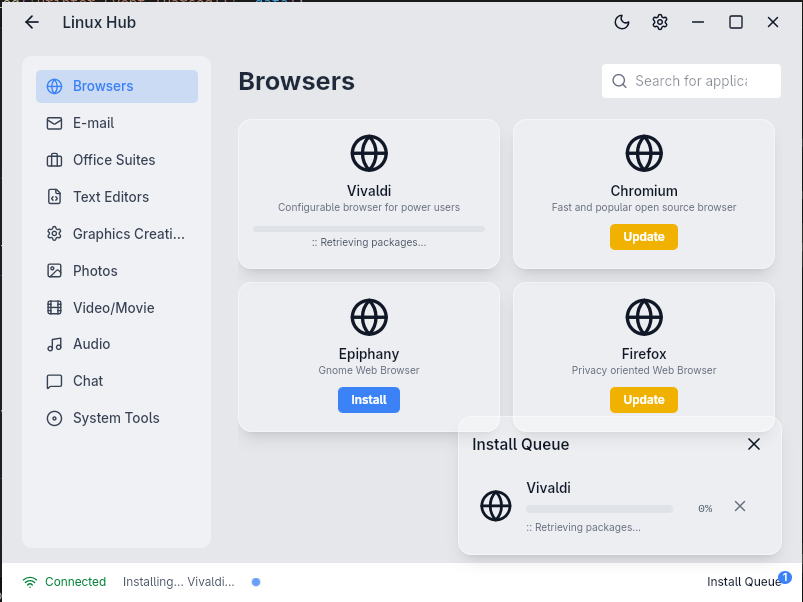 Linux Hub
Browsers
E-mail
Office Suites
Text Editors
Graphics Creati...
Photos
Video/Movie
Audio
Chat
System Tools
Browsers
Search for applica
Vivaldi
Configurable browser for power users
:: Retrieving packages...
Chromium
Fast and popular open source browser
Update
Epiphany
Gnome Web Browser
Install
Firefox
Privacy oriented Web Browser
Update
Install Queue
Vivaldi
0%
:: Retrieving packages...
Connected
Installing... Vivaldi...
Install Queue
1